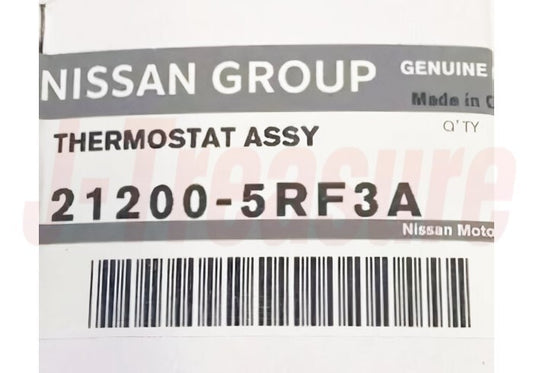 NISSAN GROUP GENUINE
Made in
THERMOSTAT ASSY Q'TY
21200-5RF3A
Nissan Moto
J-Treasure